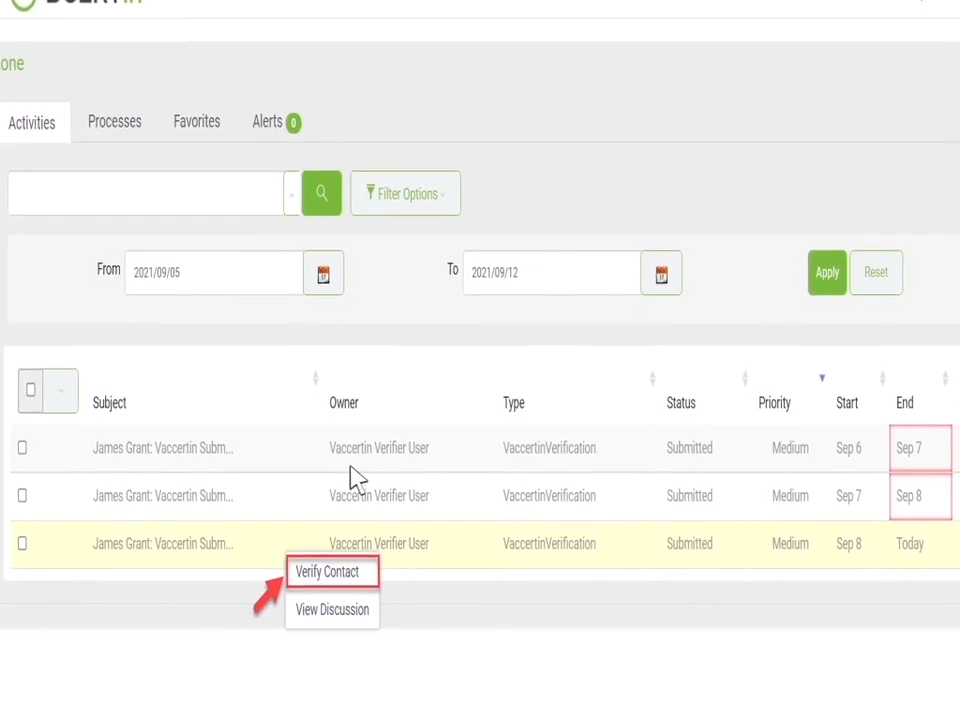 one
Activities Processes Favorites Alerts 0
Filter Options
From 2021/09/05 To 2021/09/12 Apply Reset
Subject Owner Type Status Priority Start End
James Grant: Vaccertin Subm... Vaccertin Verifier User VaccertinVerification Submitted Medium Sep 6 Sep 7
James Grant: Vaccertin Subm... Vaccertin Verifier User VaccertinVerification Submitted Medium Sep 7 Sep 8
James Grant: Vaccertin Subm... Vaccertin Verifier User VaccertinVerification Submitted Medium Sep 8 Today
Verify Contact
View Discussion